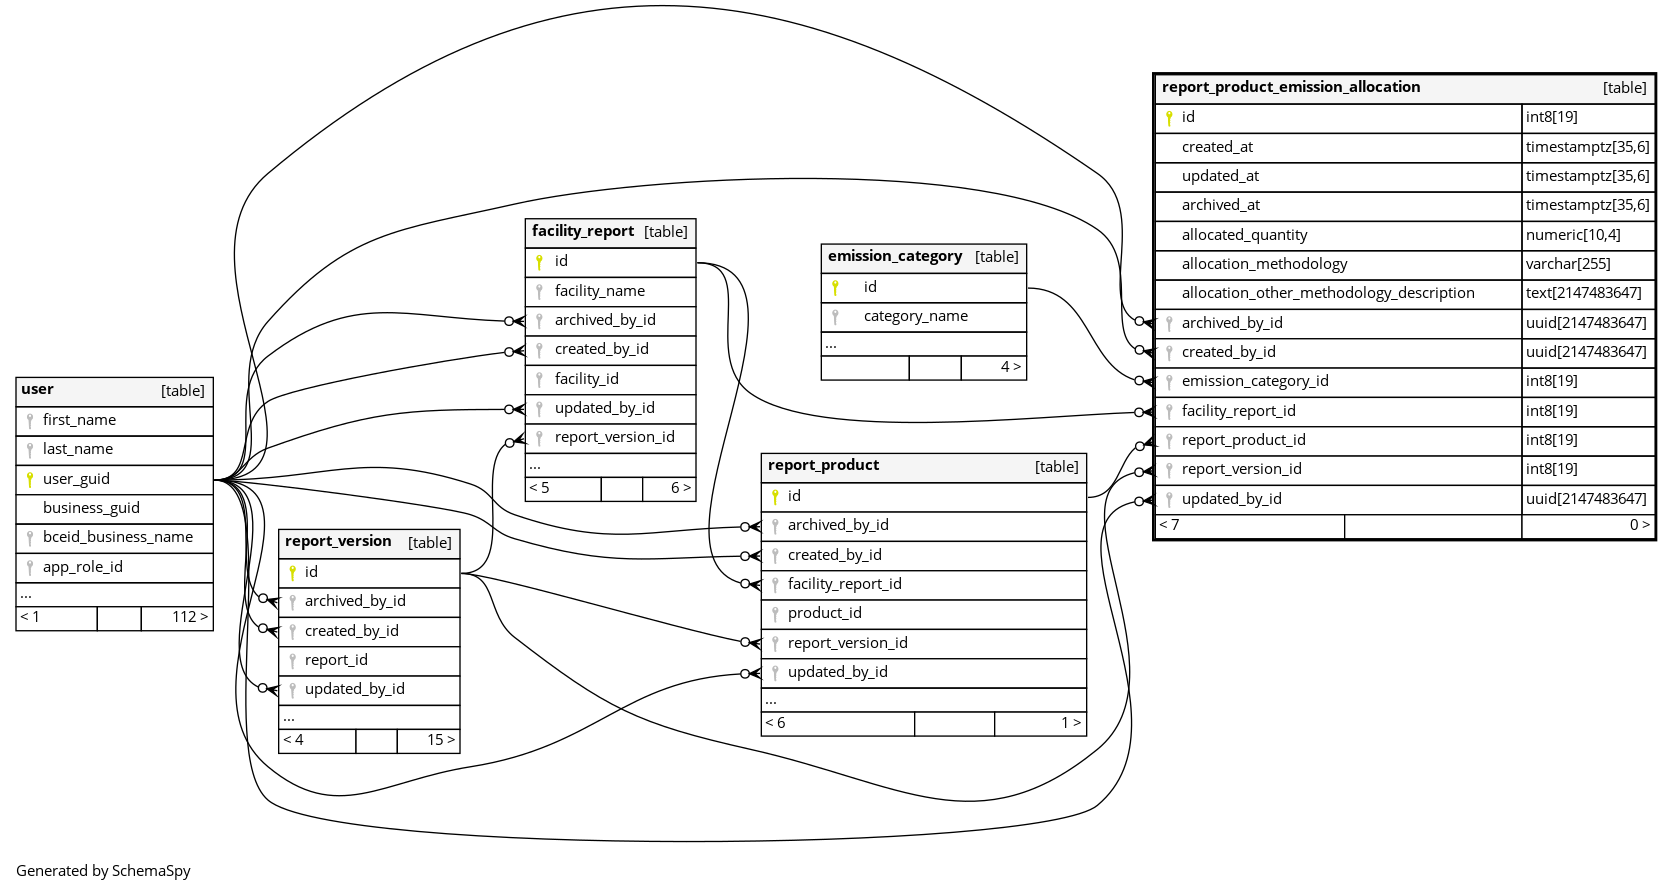 report_product_emission_allocation [table]
id int8[19]
created_at timestamptz[35,6]
updated_at timestamptz[35,6]
archived_at timestamptz[35,6]
allocated_quantity numeric[10,4]
allocation_methodology varchar[255]
allocation_other_methodology_description text[2147483647]
archived_by_id uuid[2147483647]
created_by_id uuid[2147483647]
emission_category_id int8[19]
facility_report_id int8[19]
report_product_id int8[19]
report_version_id int8[19]
updated_by_id uuid[2147483647]
< 7 0 >
facility_report [table]
id
facility_name
archived_by_id
created_by_id
facility_id
updated_by_id
report_version_id
...
< 5 6 >
emission_category [table]
id
category_name
...
4 >
user [table]
first_name
last_name
user_guid
business_guid
bceid_business_name
app_role_id
...
< 1 112 >
report_product [table]
id
archived_by_id
created_by_id
facility_report_id
product_id
report_version_id
updated_by_id
...
< 6 1 >
report_version [table]
id
archived_by_id
created_by_id
report_id
updated_by_id
...
< 4 15 >
Generated by SchemaSpy